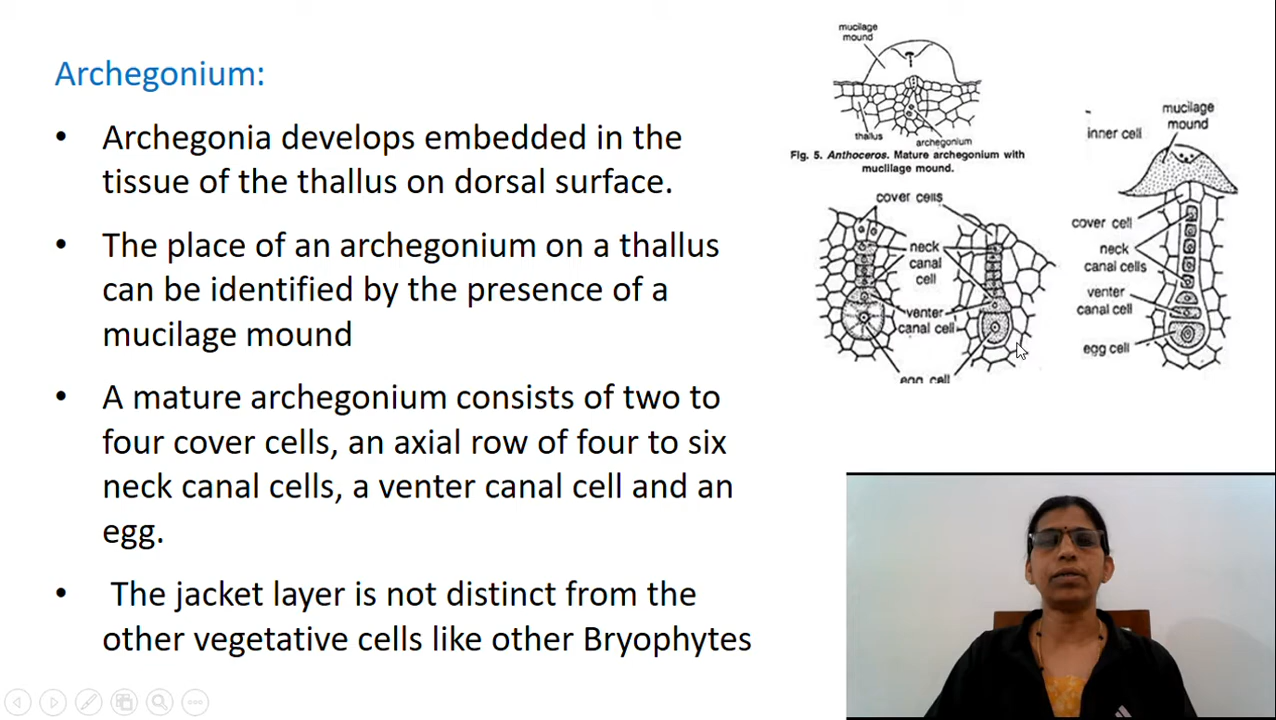 Archegonium:
• Archegonia develops embedded in the
tissue of the thallus on dorsal surface.
• The place of an archegonium on a thallus
can be identified by the presence of a
mucilage mound
• A mature archegonium consists of two to
four cover cells, an axial row of four to six
neck canal cells, a venter canal cell and an
egg.
• The jacket layer is not distinct from the
other vegetative cells like other Bryophytes
mucilage
mound
thallus
archegonium
Fig. 5. Anthoceros. Mature archegonium with
mucilage mound.
cover cells
neck
canal
cell
venter
canal cell
egg cell
mucilage
mound
inner cell
cover cell
neck
canal cells
venter
canal cell
egg cell